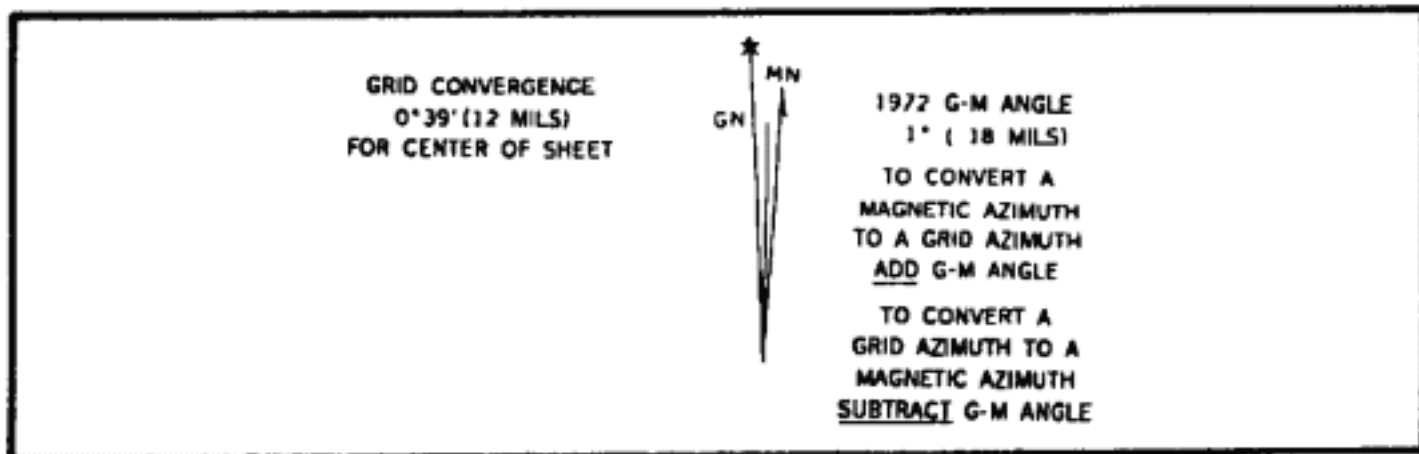 GRID CONVERGENCE
0°39'(12 MILS)
FOR CENTER OF SHEET
GN
MN
1972 G-M ANGLE
1° ( 18 MILS)
TO CONVERT A
MAGNETIC AZIMUTH
TO A GRID AZIMUTH
ADD G-M ANGLE
TO CONVERT A
GRID AZIMUTH TO A
MAGNETIC AZIMUTH
SUBTRACT G-M ANGLE